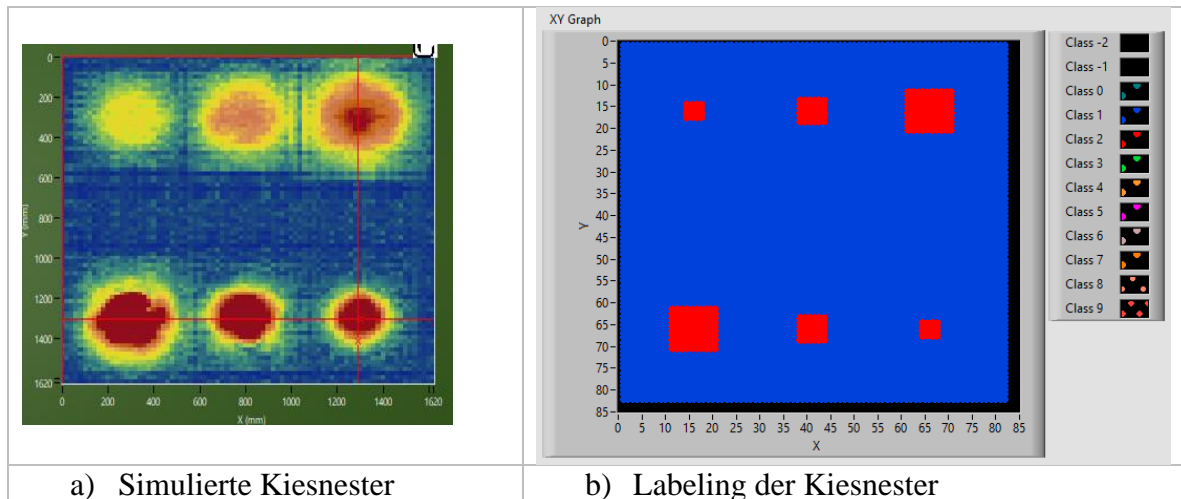 0
200
400
600
800
1000
1200
1400
1620
Y (mm)
0 200 400 600 800 1000 1200 1400 1620
X (mm)
a) Simulierte Kiesnester
XY Graph
0
5
10
15
20
25
30
35
40
45
50
55
60
65
70
75
80
85
Y
0 5 10 15 20 25 30 35 40 45 50 55 60 65 70 75 80 85
X
Class -2
Class -1
Class 0
Class 1
Class 2
Class 3
Class 4
Class 5
Class 6
Class 7
Class 8
Class 9
b) Labeling der Kiesnester